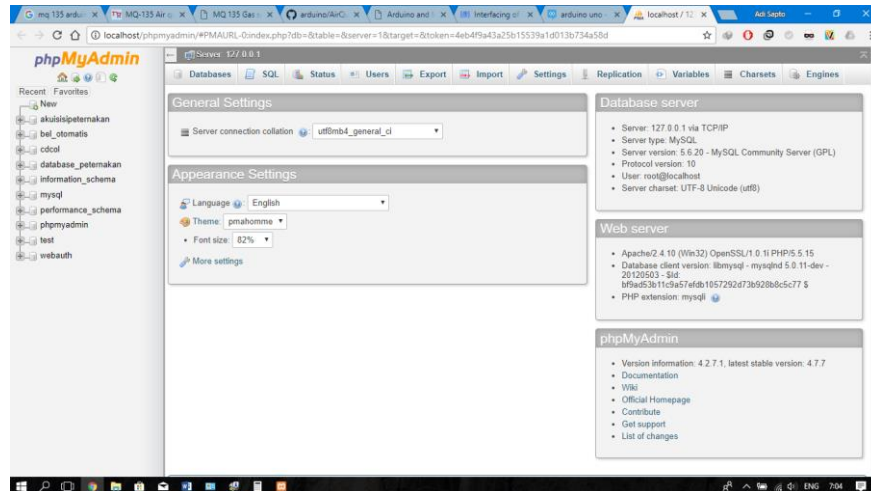 mq 135 ardui
MQ-135 Air
MQ 135 Gas
arduino/AirQ
Arduino and
Interfacing of
arduino uno
localhost / 12
Adi Sapto
localhost/phpmyadmin/#PMAURL-0:index.php?db=&table=&server=1&target=&token=4eb4f9a43a25b15539a1d013b734a58d
phpMyAdmin
Recent Favorites
New
akuisisipeternakan
bel_otomatis
cdcol
database_peternakan
information_schema
mysql
performance_schema
phpmyadmin
test
webauth
Server: 127.0.0.1
Databases SQL Status Users Export Import Settings Replication Variables Charsets Engines
General Settings
Server connection collation : utf8mb4_general_ci
Appearance Settings
Language : English
Theme: pmahomme
Font size: 82%
More settings
Database server
Server: 127.0.0.1 via TCP/IP
Server type: MySQL
Server version: 5.6.20 - MySQL Community Server (GPL)
Protocol version: 10
User: root@localhost
Server charset: UTF-8 Unicode (utf8)
Web server
Apache/2.4.10 (Win32) OpenSSL/1.0.1i PHP/5.5.15
Database client version: libmysql - mysqlnd 5.0.11-dev -
20120503 - $Id:
bf9ad53b11c9a57efdb1057292d73b928b8c5c77 $
PHP extension: mysqli
phpMyAdmin
Version information: 4.2.7.1, latest stable version: 4.7.7
Documentation
Wiki
Official Homepage
Contribute
Get support
List of changes
ENG 7:04